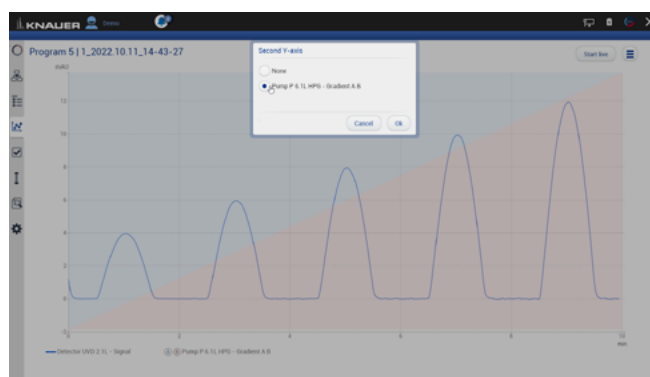 KNAUER Demo
Program 5 | 1_2022.10.11_14-43-27
Start live
Second Y-axis
None
Pump P 6.1L HPG - Gradient A B
Cancel Ok
mAU
12
10
8
6
4
2
0
-2
2 4 6 8 10
min
Detector UVD 2.1L - Signal
Pump P 6.1L HPG - Gradient A B